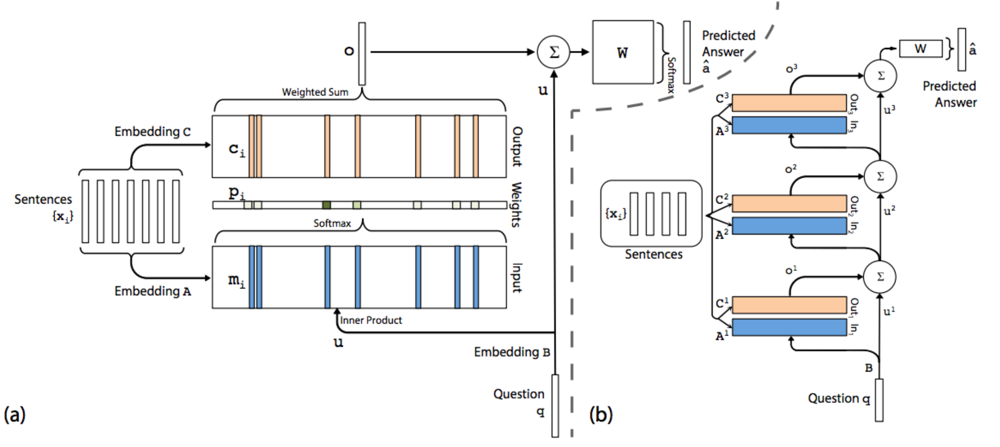 o
Weighted Sum
Embedding C
c_i
Output
Sentences
{x_i}
p_i
Weights
Softmax
Embedding A
m_i
Input
Inner Product
u
Embedding B
Question
q
u
Σ
W
Softmax
Predicted
Answer
â
(a)
W
â
Predicted
Answer
Σ
o³
C³
Out₃
A³
In₃
u³
Σ
o²
C²
Out₂
A²
In₂
u²
{x_i}
Sentences
Σ
o¹
C¹
Out₁
A¹
In₁
u¹
B
Question q
(b)